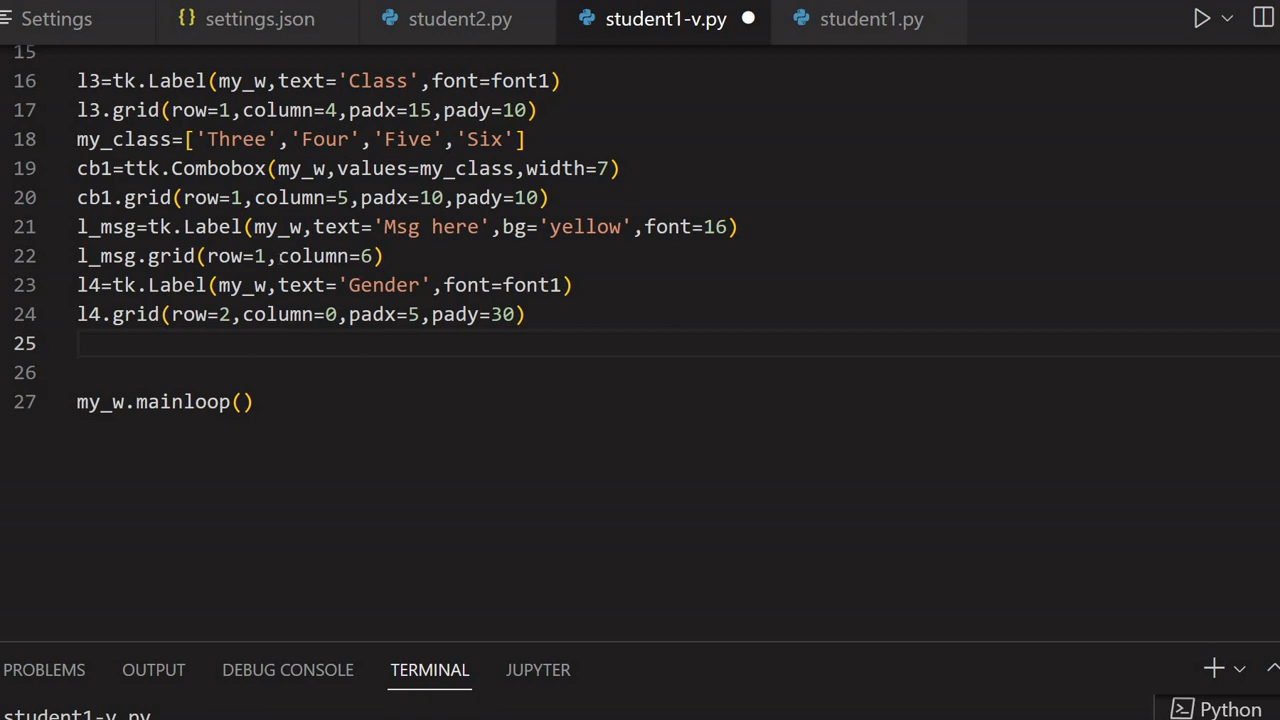 Settings
settings.json
student2.py
student1-v.py
student1.py
15
16 l3=tk.Label(my_w,text='Class',font=font1)
17 l3.grid(row=1,column=4,padx=15,pady=10)
18 my_class=['Three','Four','Five','Six']
19 cb1=ttk.Combobox(my_w,values=my_class,width=7)
20 cb1.grid(row=1,column=5,padx=10,pady=10)
21 l_msg=tk.Label(my_w,text='Msg here',bg='yellow',font=16)
22 l_msg.grid(row=1,column=6)
23 l4=tk.Label(my_w,text='Gender',font=font1)
24 l4.grid(row=2,column=0,padx=5,pady=30)
25
26
27 my_w.mainloop()
PROBLEMS OUTPUT DEBUG CONSOLE TERMINAL JUPYTER
student1-v.py
Python